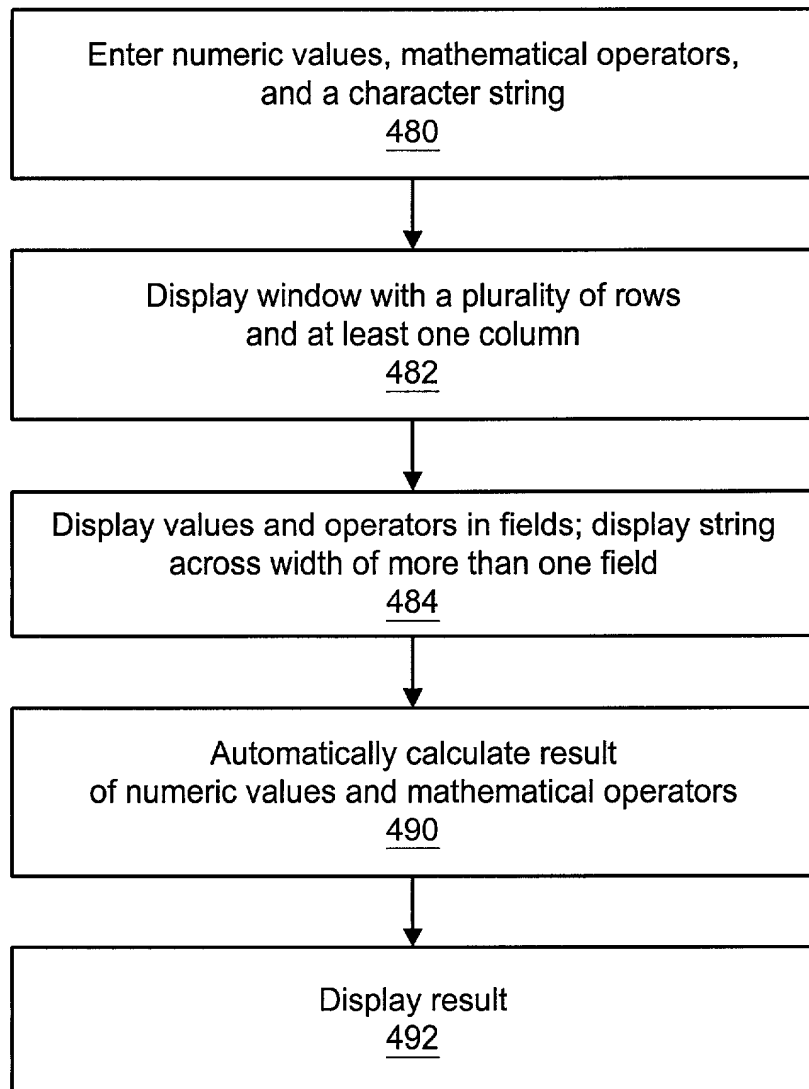 Enter numeric values, mathematical operators,
and a character string
480
Display window with a plurality of rows
and at least one column
482
Display values and operators in fields; display string
across width of more than one field
484
Automatically calculate result
of numeric values and mathematical operators
490
Display result
492